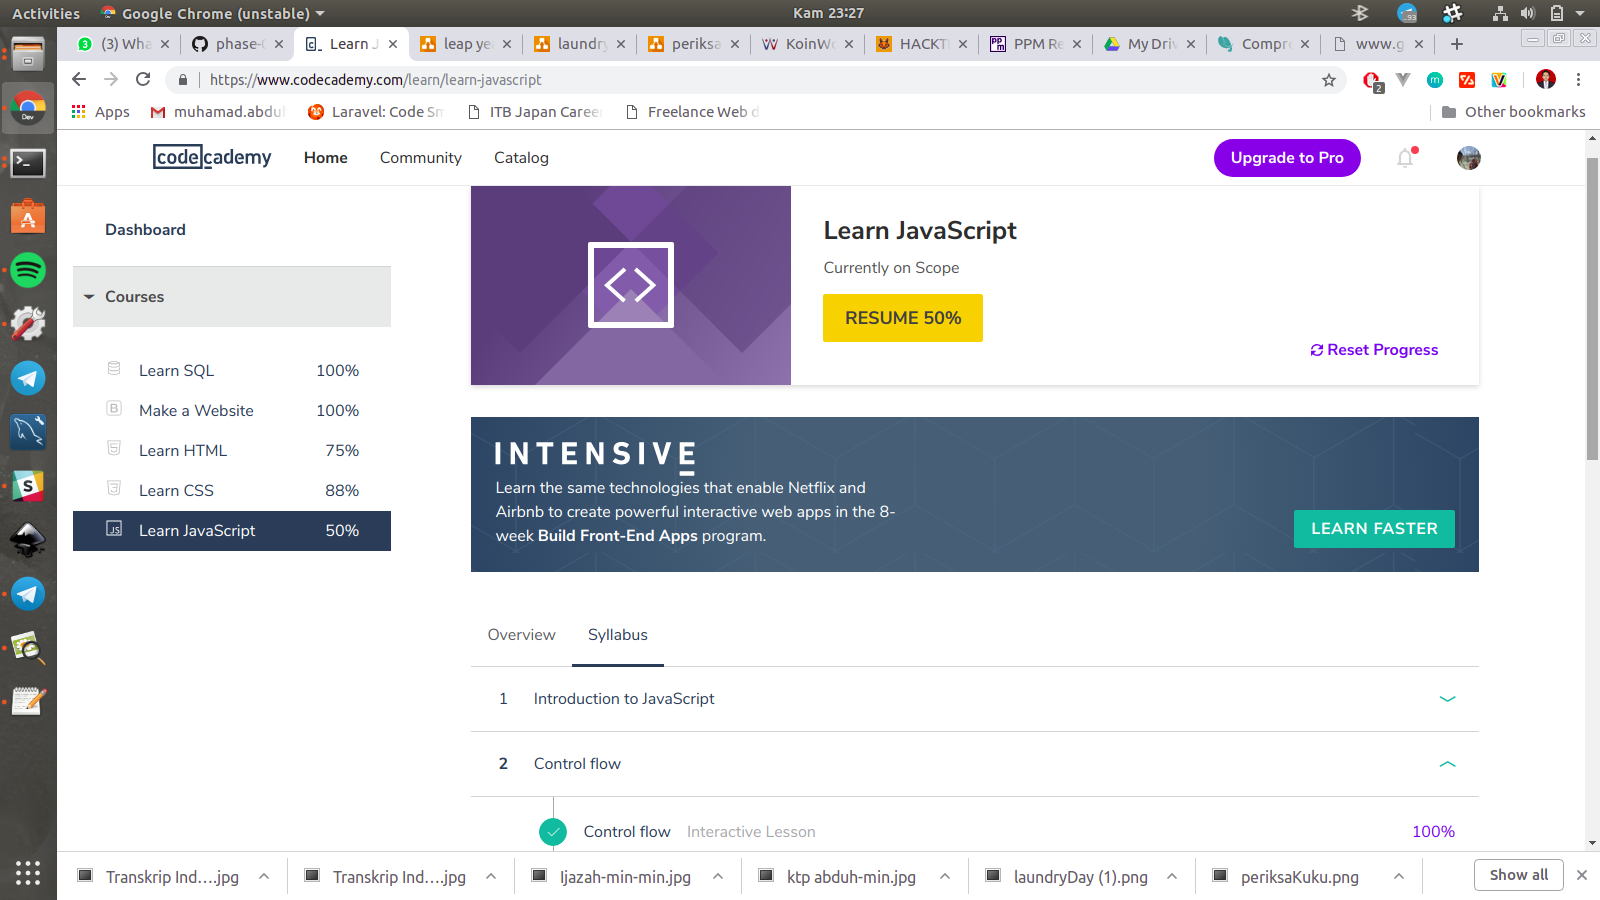 Activities
Google Chrome (unstable)
Kam 23:27
93
(3) Wha
phase-
Learn J
leap ye
laundry
periksa
KoinW
HACKT
PPM Re
My Driv
Compr
www.g
https://www.codecademy.com/learn/learn-javascript
2
Apps
muhamad.abdu
Laravel: Code Sm
ITB Japan Career
Freelance Web d
Other bookmarks
codecademy
Home
Community
Catalog
Upgrade to Pro
Dashboard
Courses
Learn SQL 100%
Make a Website 100%
Learn HTML 75%
Learn CSS 88%
Learn JavaScript 50%
Learn JavaScript
Currently on Scope
RESUME 50%
Reset Progress
INTENSIVE
Learn the same technologies that enable Netflix and
Airbnb to create powerful interactive web apps in the 8-
week Build Front-End Apps program.
LEARN FASTER
Overview
Syllabus
1 Introduction to JavaScript
2 Control flow
Control flow Interactive Lesson 100%
Transkrip Ind....jpg
Transkrip Ind....jpg
Ijazah-min-min.jpg
ktp abduh-min.jpg
laundryDay (1).png
periksaKuku.png
Show all